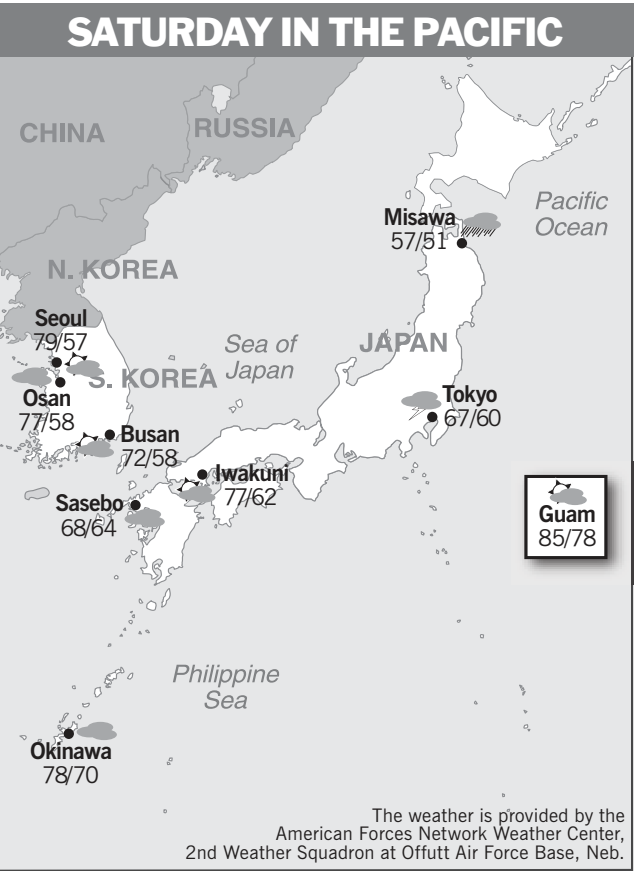 SATURDAY IN THE PACIFIC
CHINA
RUSSIA
Pacific
Ocean
Misawa
57/51
N. KOREA
Seoul
79/57
Sea of
Japan
JAPAN
S. KOREA
Osan
77/58
Tokyo
67/60
Busan
72/58
Iwakuni
77/62
Sasebo
68/64
Guam
85/78
Philippine
Sea
Okinawa
78/70
The weather is provided by the
American Forces Network Weather Center,
2nd Weather Squadron at Offutt Air Force Base, Neb.